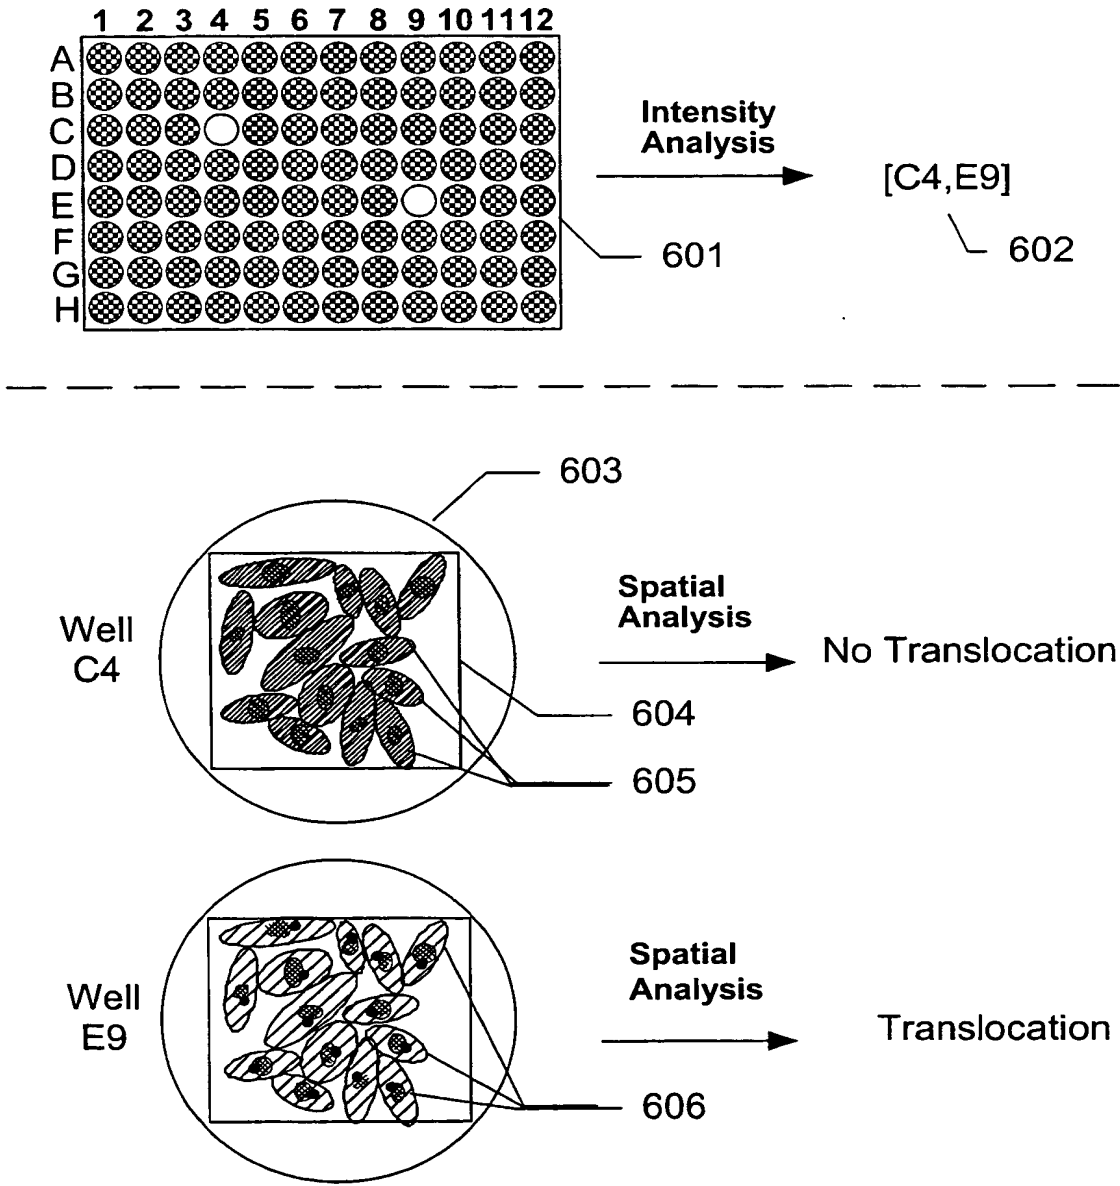 1 2 3 4 5 6 7 8 9 10 11 12
A
B
C
D
E
F
G
H
Intensity
Analysis
[C4,E9]
601
602
603
Well
C4
Spatial
Analysis
No Translocation
604
605
Well
E9
Spatial
Analysis
Translocation
606